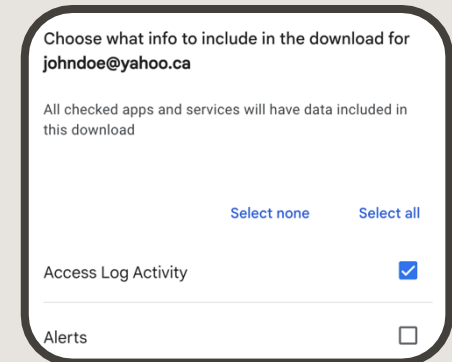 Choose what info to include in the download for
johndoe@yahoo.ca
All checked apps and services will have data included in
this download
Select none Select all
Access Log Activity
Alerts